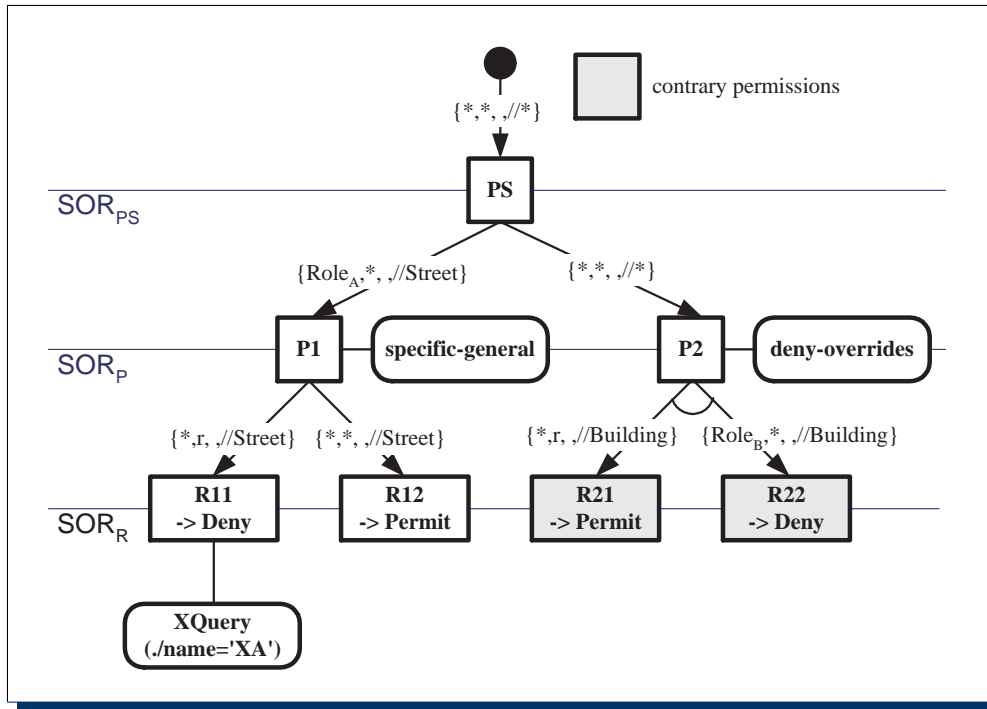 contrary permissions
{*,*, ,//*}
PS
SOR_PS
{Role_A,*, ,//Street}
{*,*, ,//*}
P1
specific-general
P2
deny-overrides
SOR_P
{*,r, ,//Street}
{*,*, ,//Street}
{*,r, ,//Building}
{Role_B,*, ,//Building}
R11
-> Deny
R12
-> Permit
R21
-> Permit
R22
-> Deny
SOR_R
XQuery
(./name='XA')